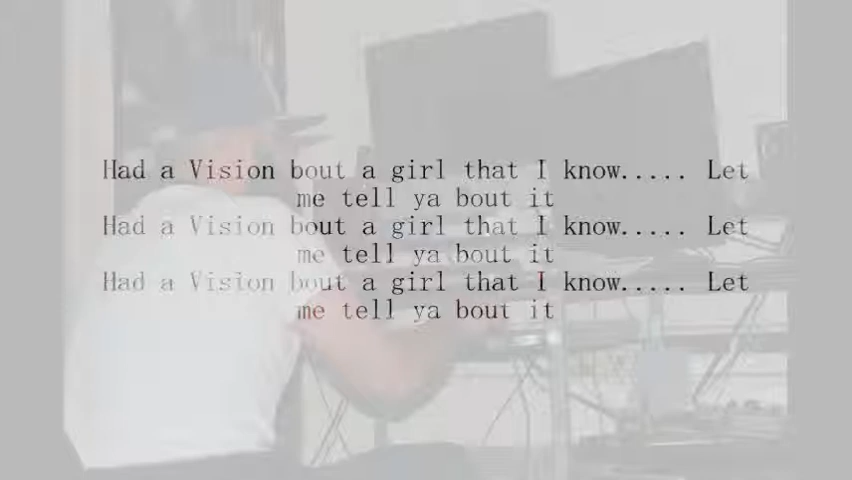 Had a Vision bout a girl that I know..... Let
me tell ya bout it
Had a Vision bout a girl that I know..... Let
me tell ya bout it
Had a Vision bout a girl that I know..... Let
me tell ya bout it